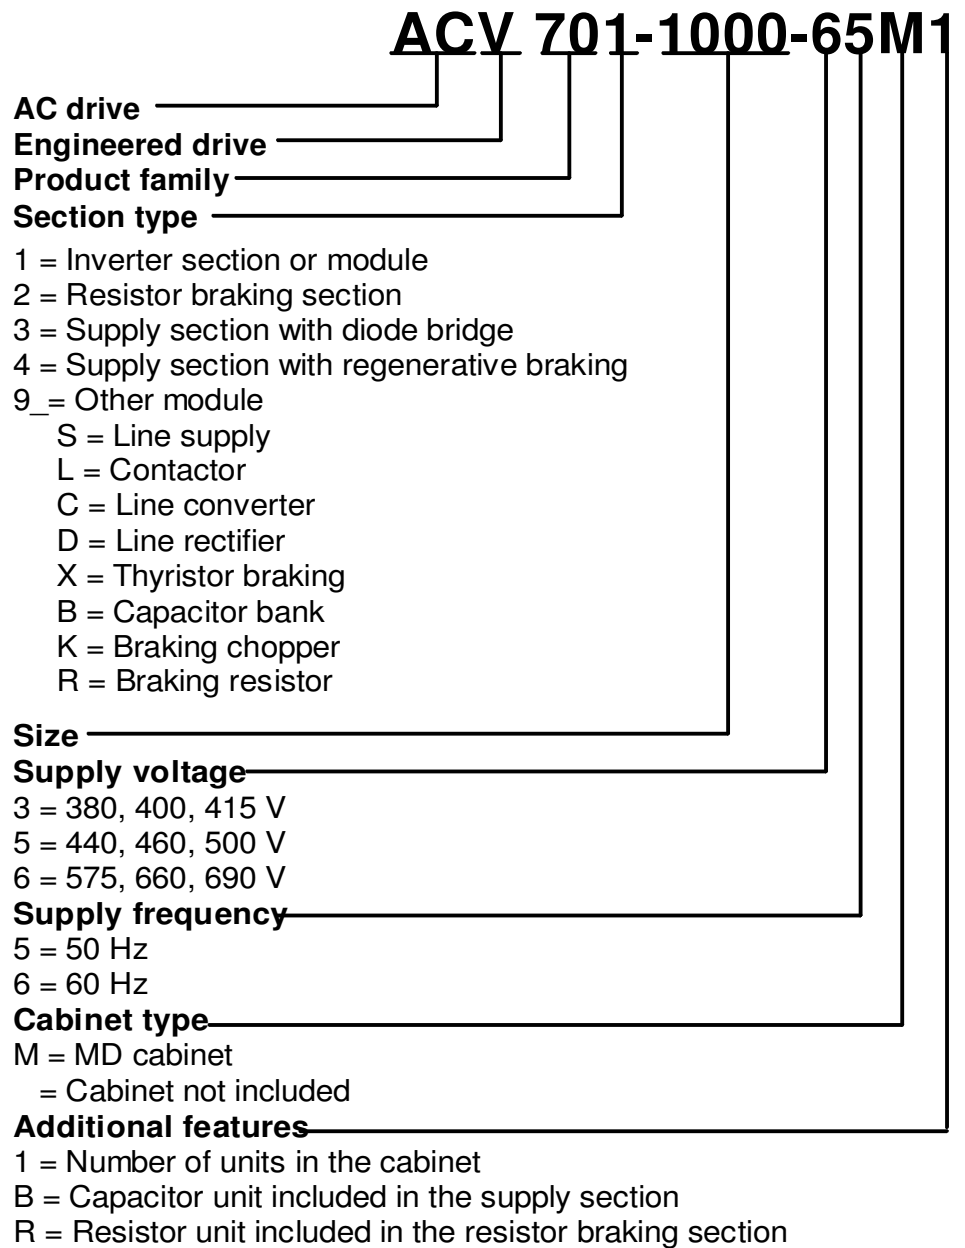 ACV 701-1000-65M1
AC drive
Engineered drive
Product family
Section type
1 = Inverter section or module
2 = Resistor braking section
3 = Supply section with diode bridge
4 = Supply section with regenerative braking
9_= Other module
S = Line supply
L = Contactor
C = Line converter
D = Line rectifier
X = Thyristor braking
B = Capacitor bank
K = Braking chopper
R = Braking resistor
Size
Supply voltage
3 = 380, 400, 415 V
5 = 440, 460, 500 V
6 = 575, 660, 690 V
Supply frequency
5 = 50 Hz
6 = 60 Hz
Cabinet type
M = MD cabinet
= Cabinet not included
Additional features
1 = Number of units in the cabinet
B = Capacitor unit included in the supply section
R = Resistor unit included in the resistor braking section